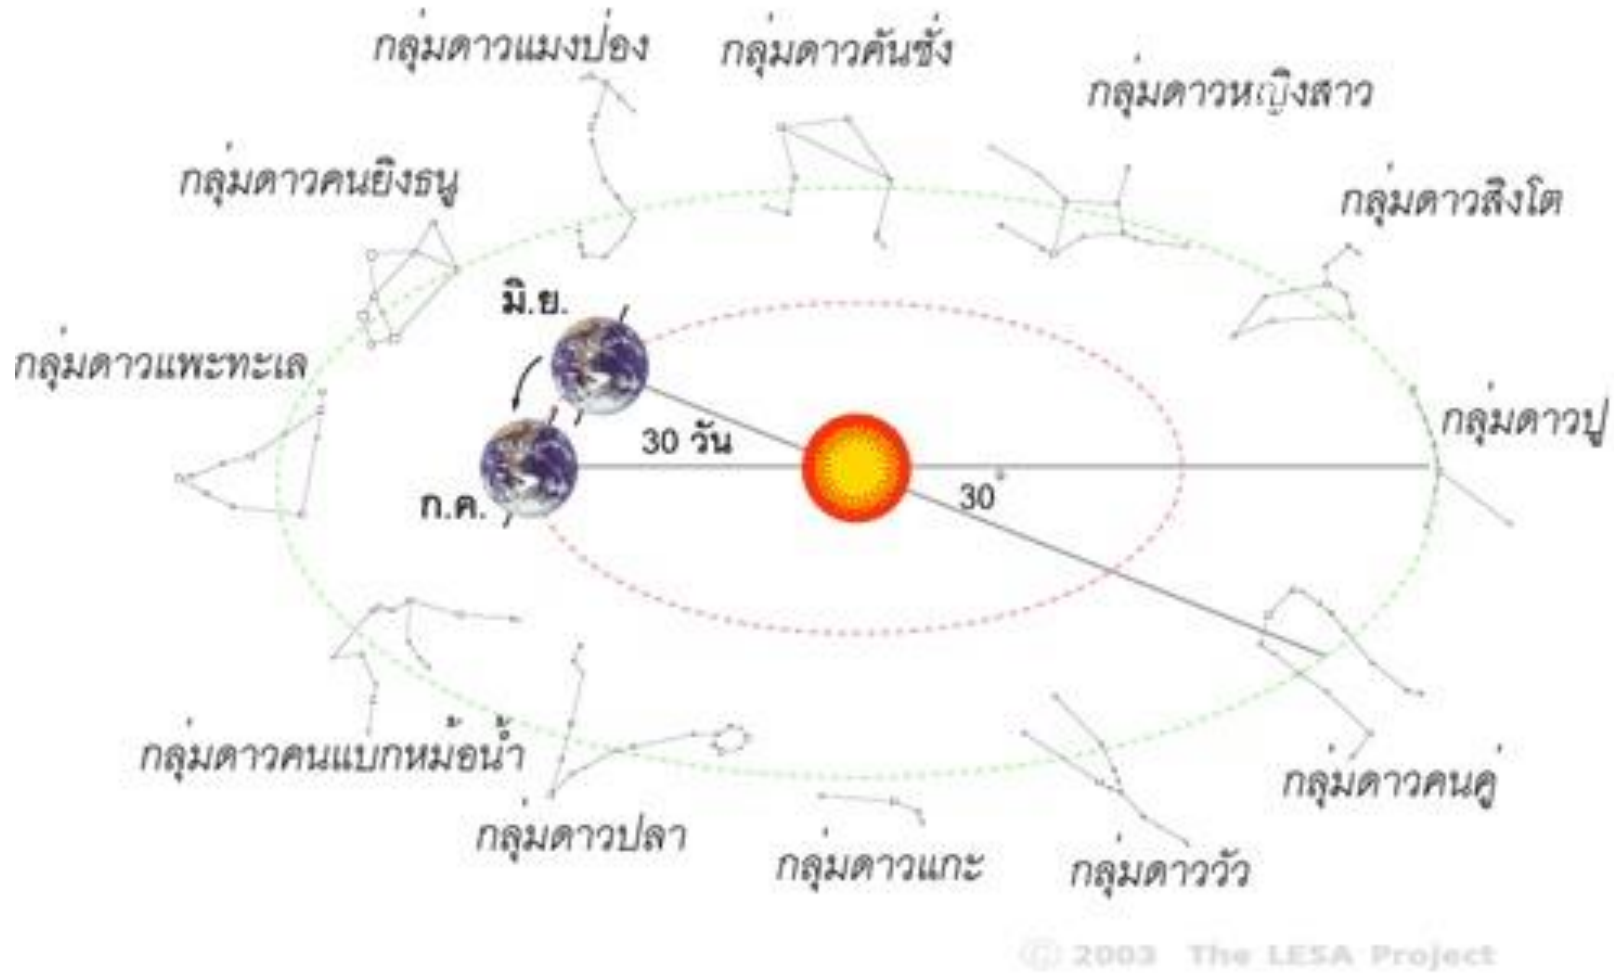 กลุ่มดาวแมงป่อง
กลุ่มดาวคันชั่ง
กลุ่มดาวหญิงสาว
กลุ่มดาวคนยิงธนู
กลุ่มดาวสิงโต
มิ.ย.
กลุ่มดาวแพะทะเล
กลุ่มดาวปู
30 วัน
ก.ค.
30°
กลุ่มดาวคนแบกหม้อน้ำ
กลุ่มดาวคนคู่
กลุ่มดาวปลา
กลุ่มดาวแกะ
กลุ่มดาววัว
© 2003 The LESA Project